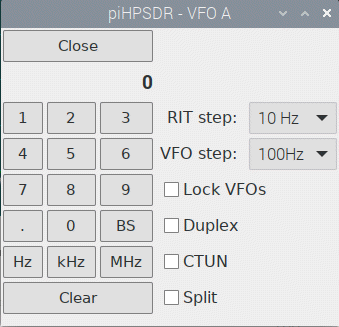 piHPSDR - VFO A
Close
0
1 2 3 RIT step: 10 Hz
4 5 6 VFO step: 100Hz
7 8 9 Lock VFOs
. 0 BS Duplex
Hz kHz MHz CTUN
Clear Split